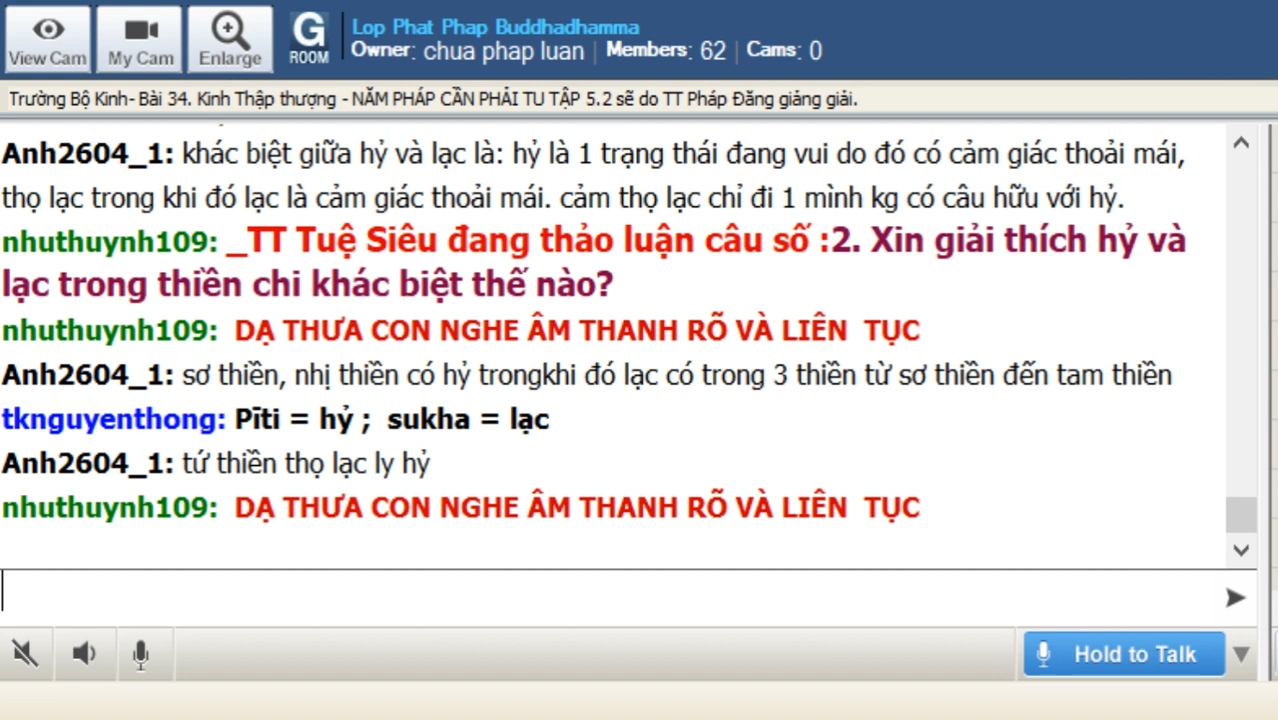 View Cam
My Cam
Enlarge
G
ROOM
Lop Phat Phap Buddhadhamma
Owner: chua phap luan | Members: 62 | Cams: 0
Trường Bộ Kinh- Bài 34. Kinh Thập thượng - NĂM PHÁP CẦN PHẢI TU TẬP 5.2 sẽ do TT Pháp Đăng giảng giải.
Anh2604_1: khác biệt giữa hỷ và lạc là: hỷ là 1 trạng thái đang vui do đó có cảm giác thoải mái,
thọ lạc trong khi đó lạc là cảm giác thoải mái. cảm thọ lạc chỉ đi 1 mình kg có câu hữu với hỷ.
nhuthuynh109: _TT Tuệ Siêu đang thảo luận câu số :2. Xin giải thích hỷ và
lạc trong thiền chi khác biệt thế nào?
nhuthuynh109: DẠ THƯA CON NGHE ÂM THANH RÕ VÀ LIÊN TỤC
Anh2604_1: sơ thiền, nhị thiền có hỷ trongkhi đó lạc có trong 3 thiền từ sơ thiền đến tam thiền
tknguyenthong: Pīti = hỷ ; sukha = lạc
Anh2604_1: tứ thiền thọ lạc ly hỷ
nhuthuynh109: DẠ THƯA CON NGHE ÂM THANH RÕ VÀ LIÊN TỤC
Hold to Talk